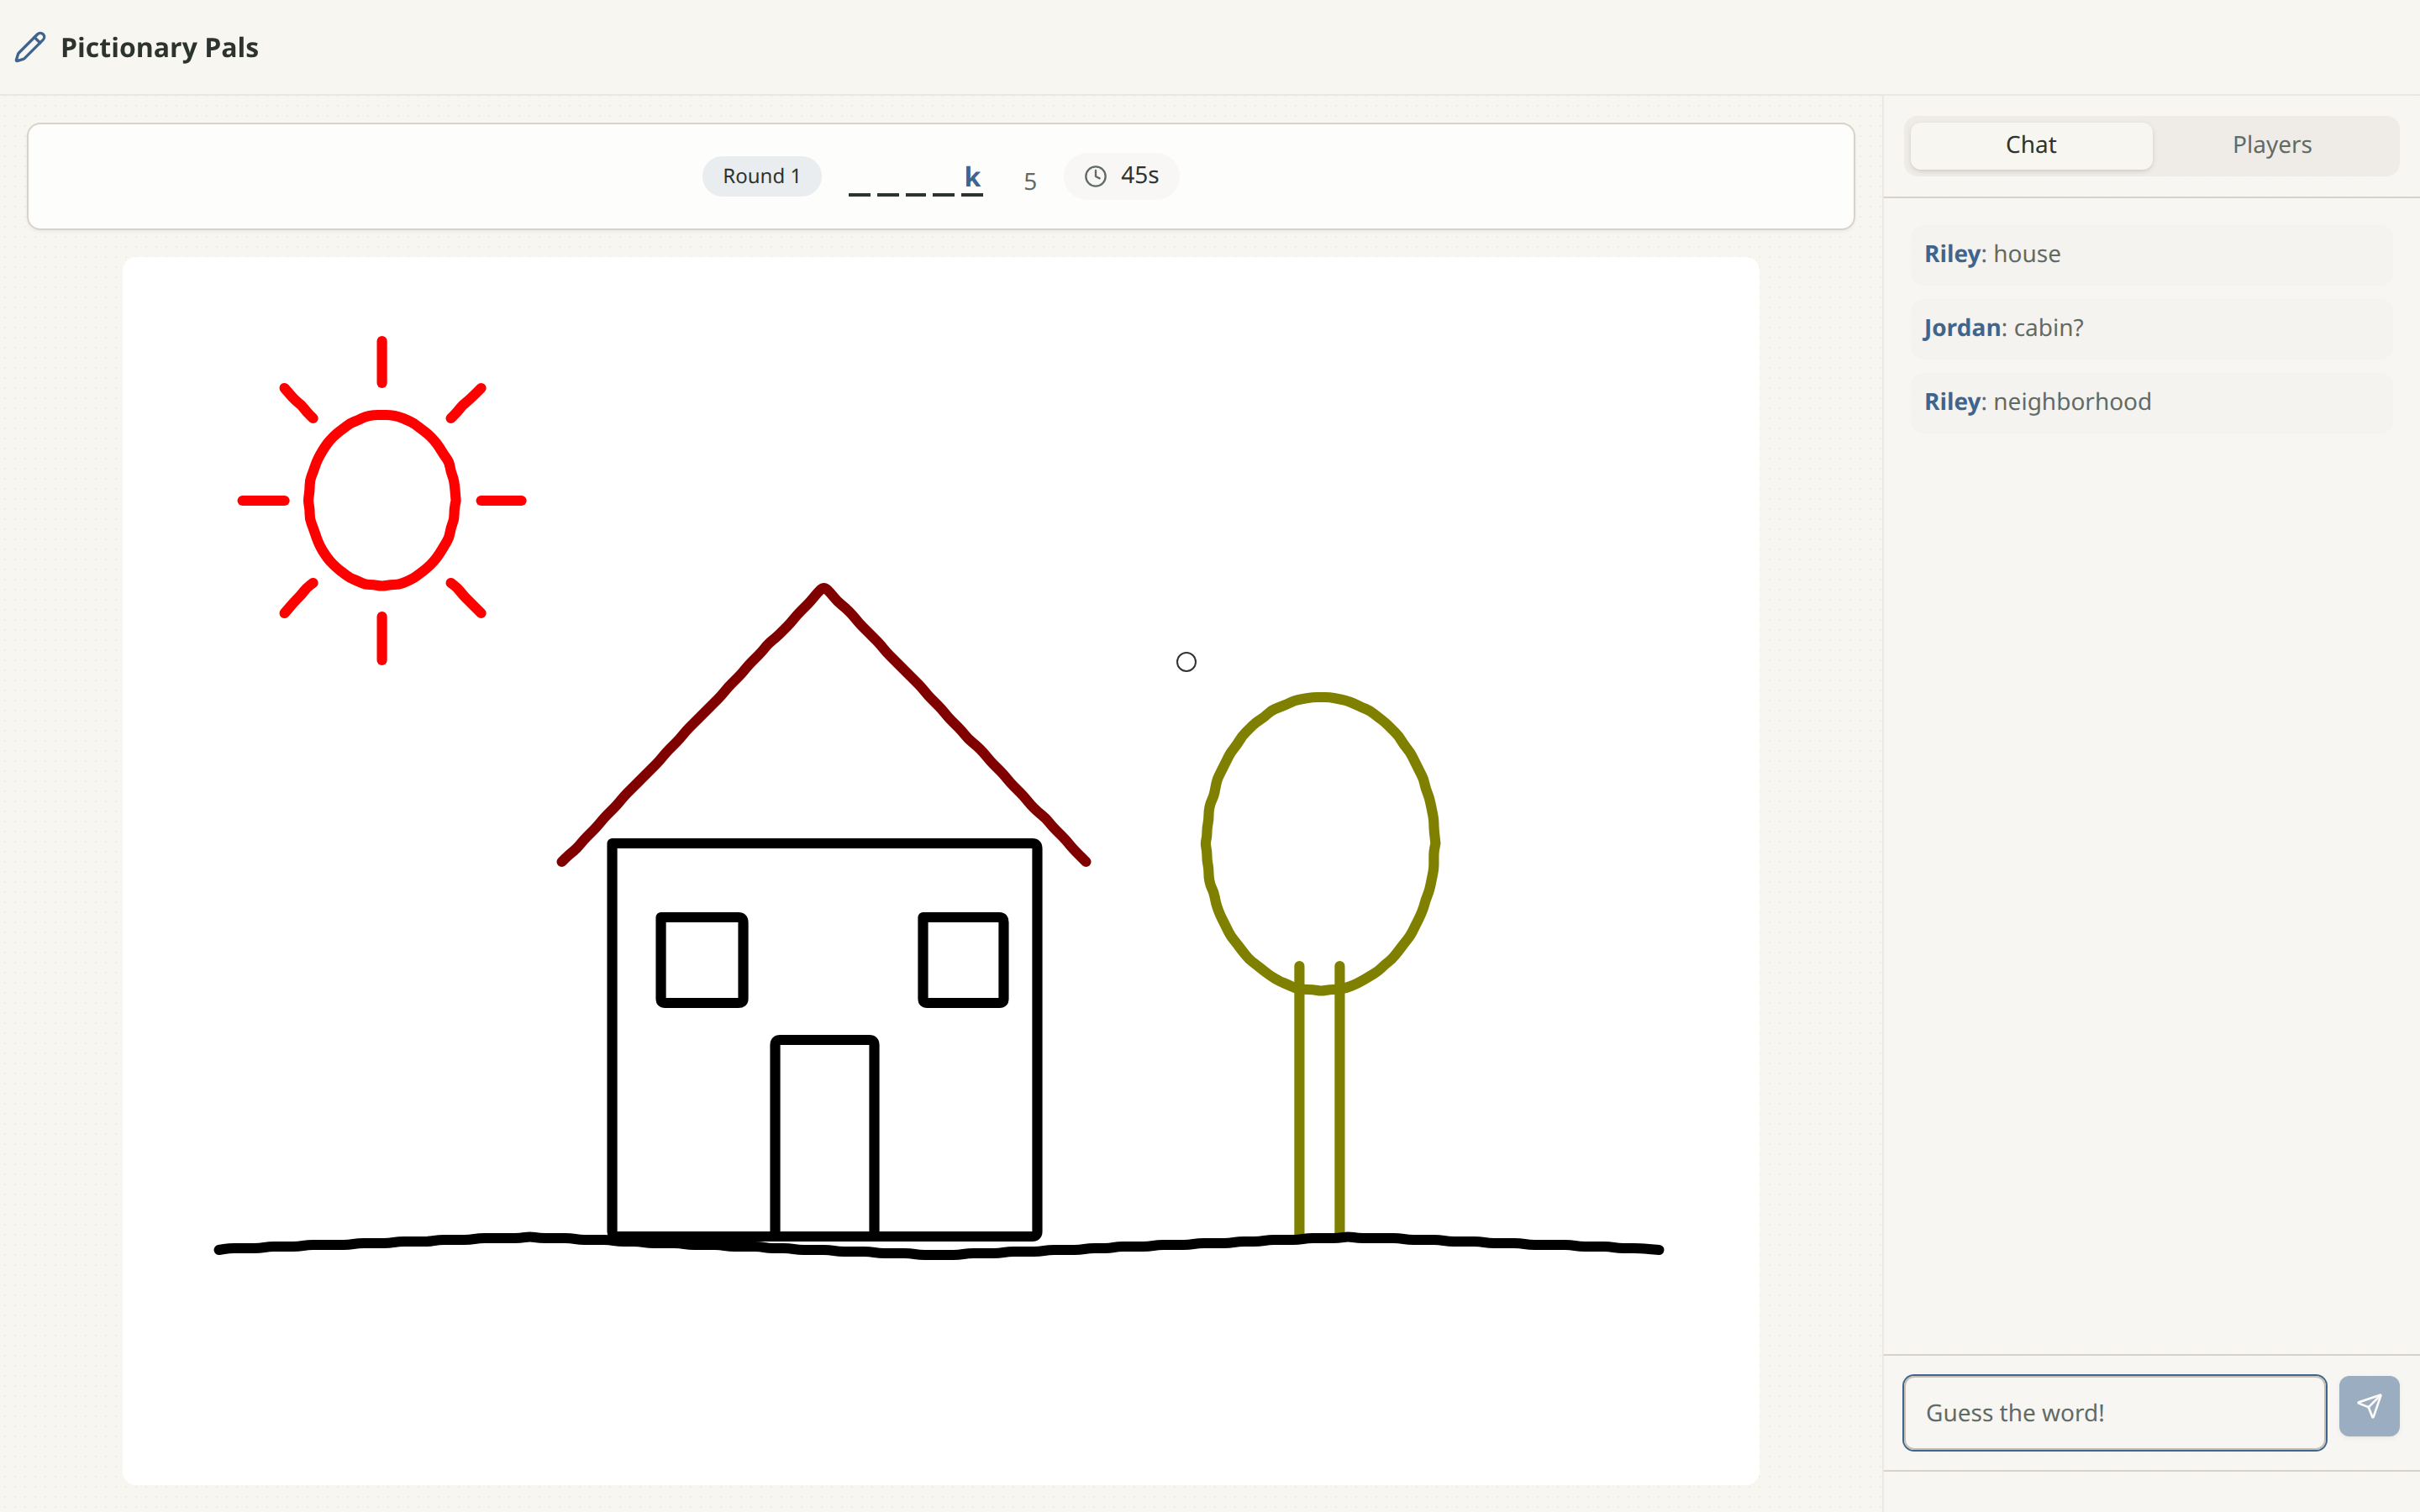 Pictionary Pals
Round 1
_ _ _ _ k
5
45s
Chat
Players
Riley: house
Jordan: cabin?
Riley: neighborhood
Guess the word!